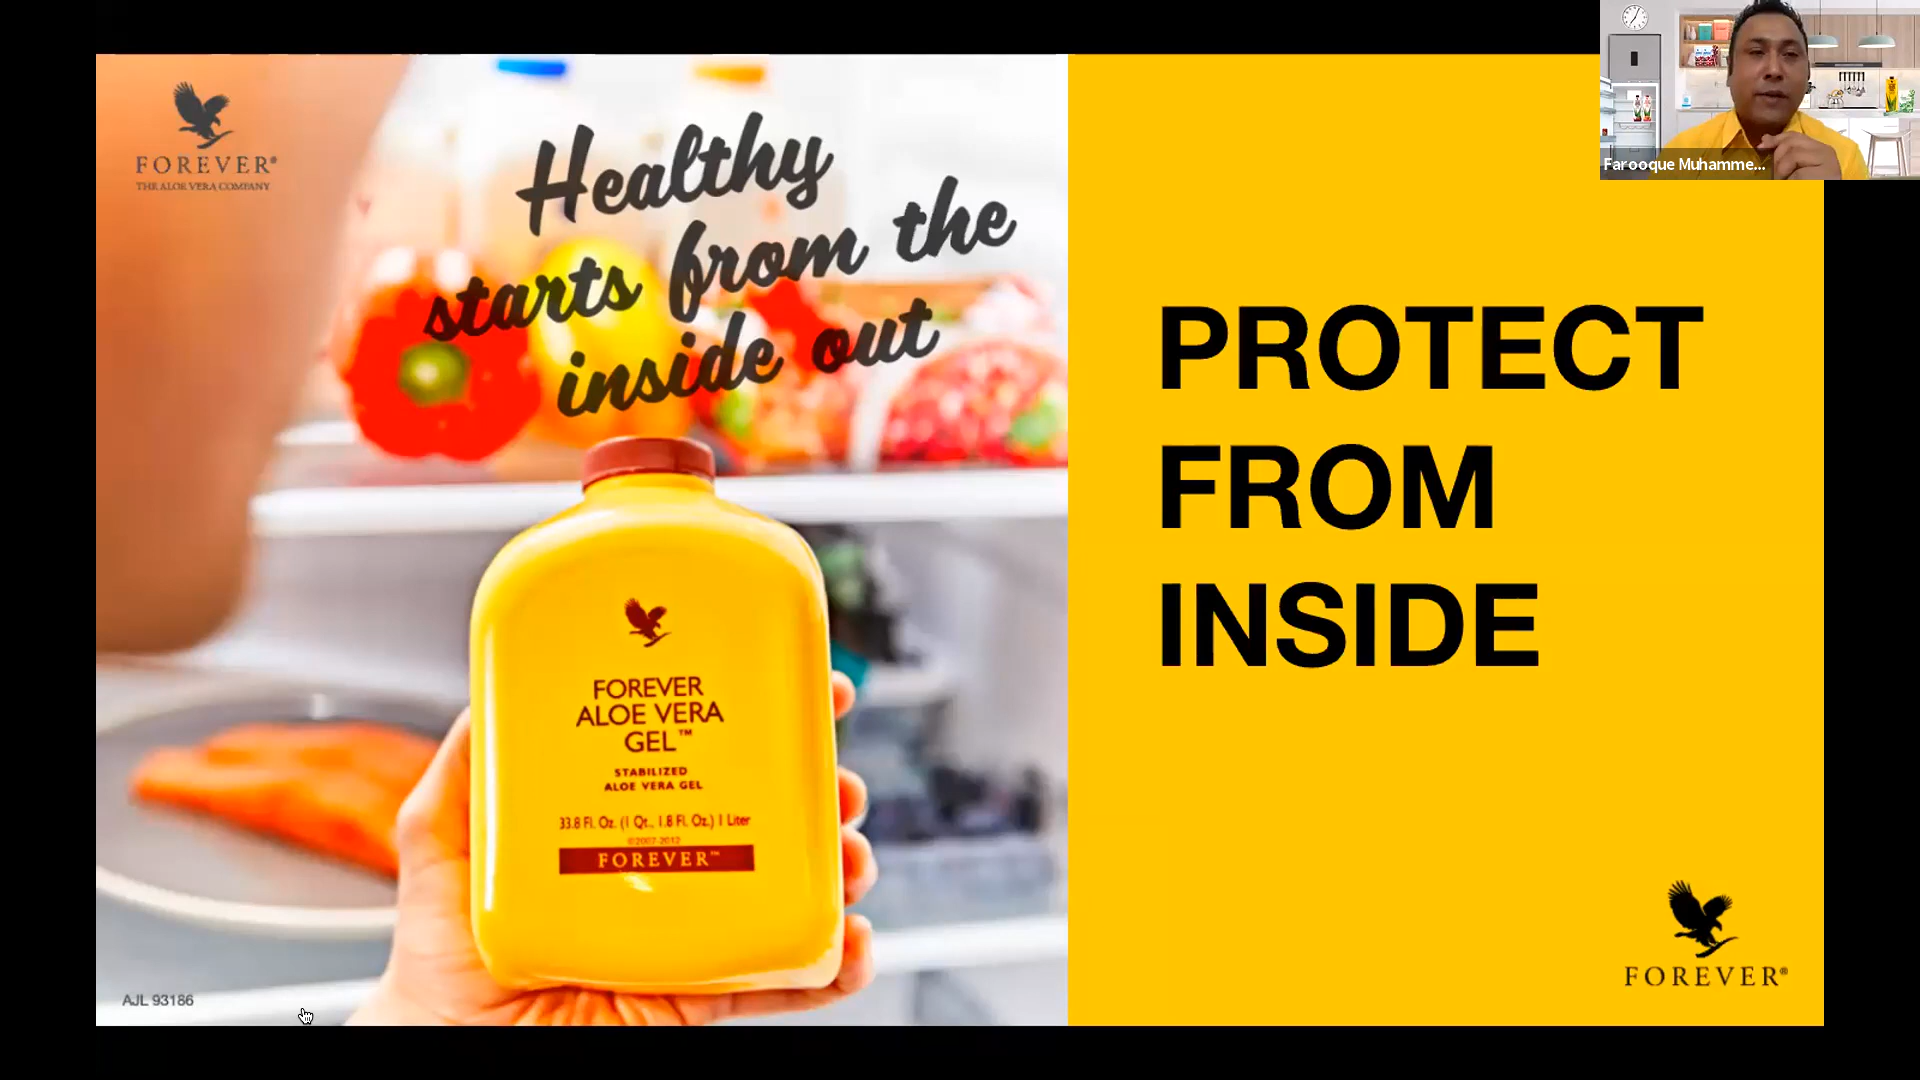 FOREVER®
THE ALOE VERA COMPANY
Healthy
starts from the
inside out
FOREVER
ALOE VERA
GEL™
STABILIZED
ALOE VERA GEL
33.8 Fl. Oz. (1 Qt., 1.8 Fl. Oz.) 1 Liter
©2007-2012
FOREVER™
AJL 93186
PROTECT
FROM
INSIDE
FOREVER®
Farooque Muhamme...